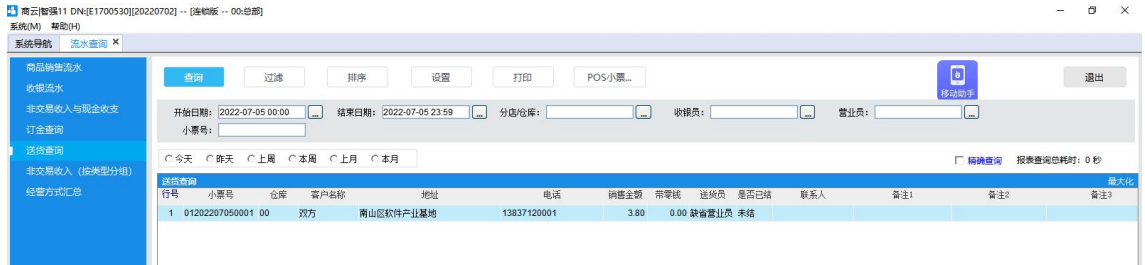 商云|智强11 DN:[E1700530][20220702] -- [连锁版 -- 00:总部]
系统(M) 帮助(H)
系统导航 流水查询 ×
商品销售流水
收银流水
非交易收入与现金收支
订金查询
送货查询
非交易收入（按类型分组）
经营方式汇总
查询 过滤 排序 设置 打印 POS小票... 移动助手 退出
开始日期: 2022-07-05 00:00 ... 结束日期: 2022-07-05 23:59 ... 分店/仓库: ... 收银员: ... 营业员: ...
小票号:
今天 昨天 上周 本周 上月 本月 精确查询 报表查询总耗时: 0 秒
送货查询 最大化
行号 小票号 仓库 客户名称 地址 电话 销售金额 带零钱 送货员 是否已结 联系人 备注1 备注2 备注3
1 01202207050001 00 双方 南山区软件产业基地 13837120001 3.80 0.00 缺省营业员 未结